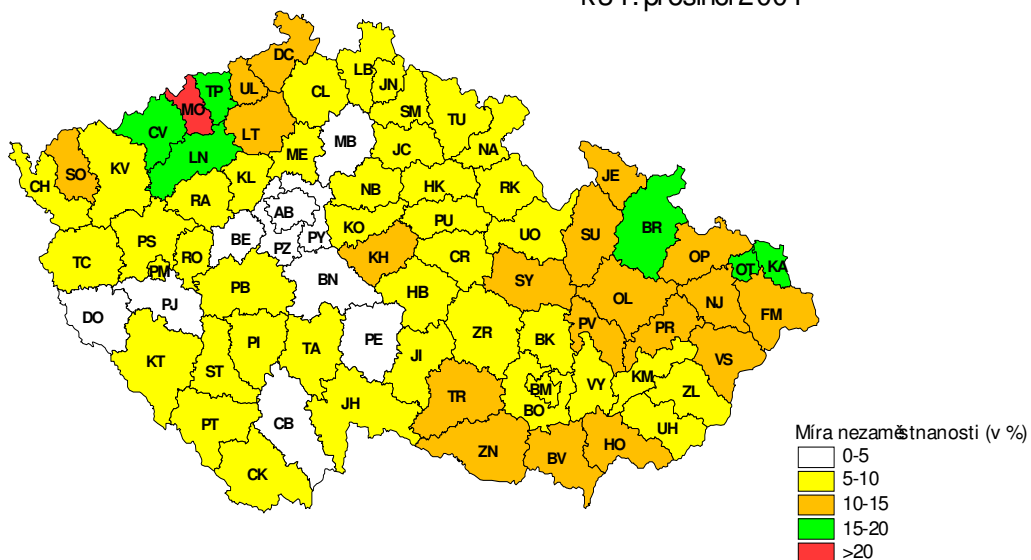 DC
LB
JN
UL
TP
CL
MO
SM
TU
CV
LT
MB
LN
ME
JC
NA
KV
SO
KL
CH
RA
NB
HK
RK
JE
AB
KO
PU
BE
PY
PS
PZ
RO
UO
SU
BR
TC
PM
KH
CR
OP
OT
KA
PB
BN
SY
HB
OL
NJ
PJ
FM
DO
PE
ZR
PV
PR
KT
PI
TA
BK
JI
VS
ST
KM
VY
BM
ZL
TR
JH
BO
PT
CB
UH
ZN
BV
HO
CK
Míra nezaměstnanosti (v %)
0-5
5-10
10-15
15-20
>20